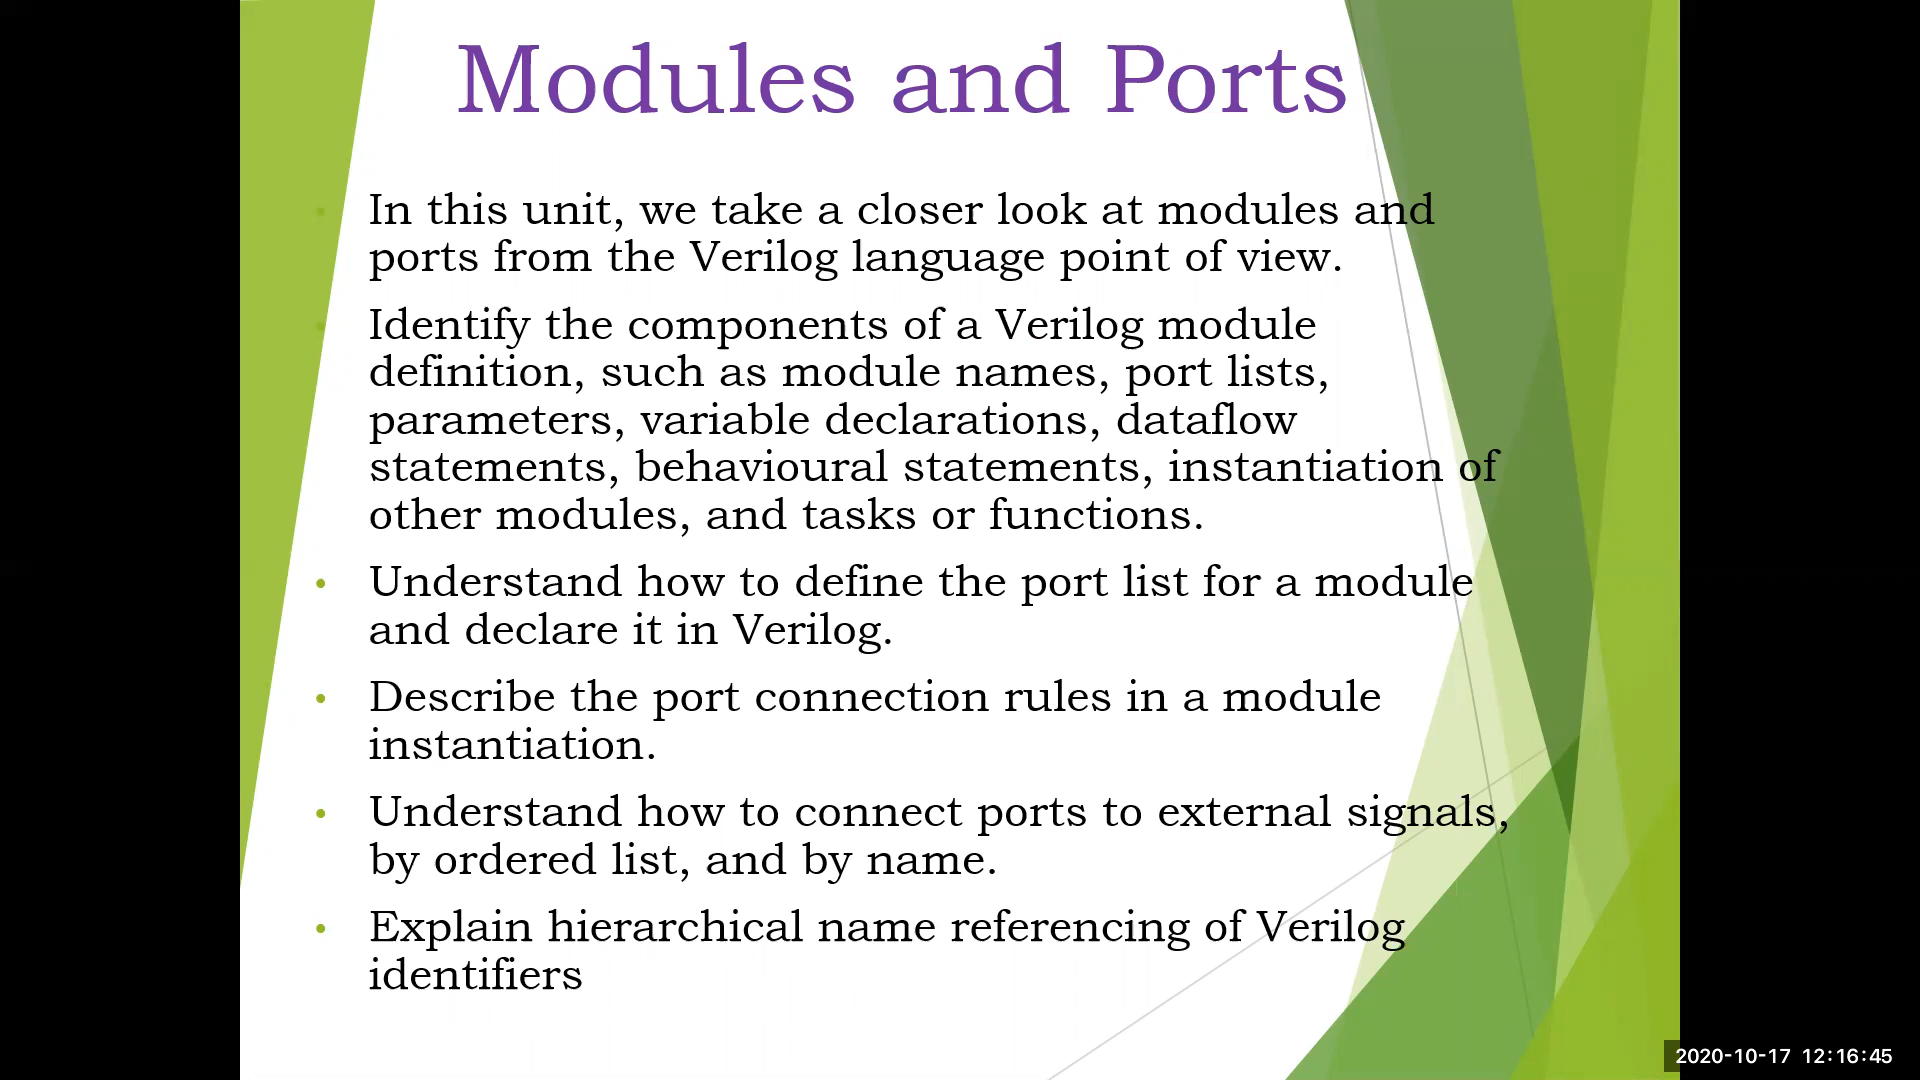 Modules and Ports
• In this unit, we take a closer look at modules and
ports from the Verilog language point of view.
• Identify the components of a Verilog module
definition, such as module names, port lists,
parameters, variable declarations, dataflow
statements, behavioural statements, instantiation of
other modules, and tasks or functions.
• Understand how to define the port list for a module
and declare it in Verilog.
• Describe the port connection rules in a module
instantiation.
• Understand how to connect ports to external signals,
by ordered list, and by name.
• Explain hierarchical name referencing of Verilog
identifiers
2020-10-17 12:16:45